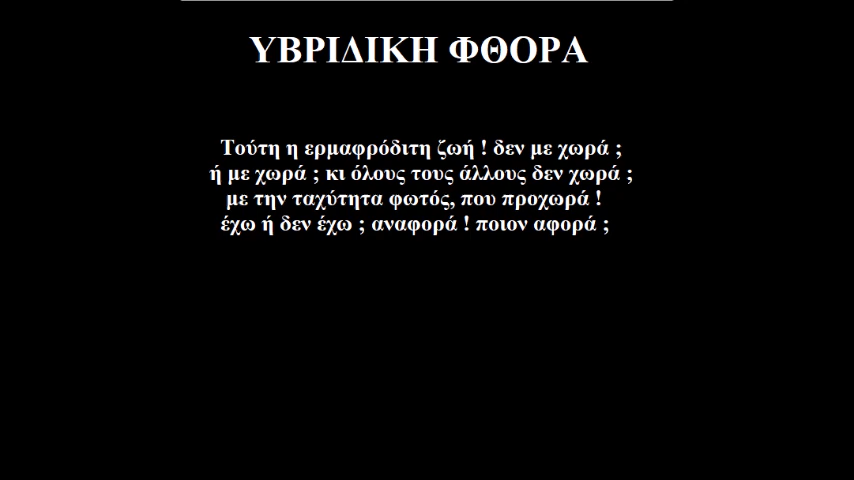 ΥΒΡΙΔΙΚΗ ΦΘΟΡΑ
Τούτη η ερμαφρόδιτη ζωή ! δεν με χωρά ;
ή με χωρά ; κι όλους τους άλλους δεν χωρά ;
με την ταχύτητα φωτός, που προχωρά !
έχω ή δεν έχω ; αναφορά ! ποιον αφορά ;